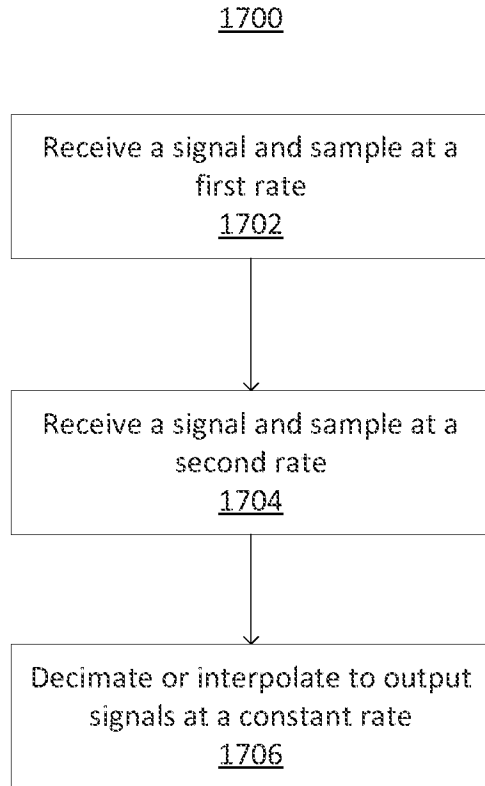 1700
Receive a signal and sample at a
first rate
1702
Receive a signal and sample at a
second rate
1704
Decimate or interpolate to output
signals at a constant rate
1706